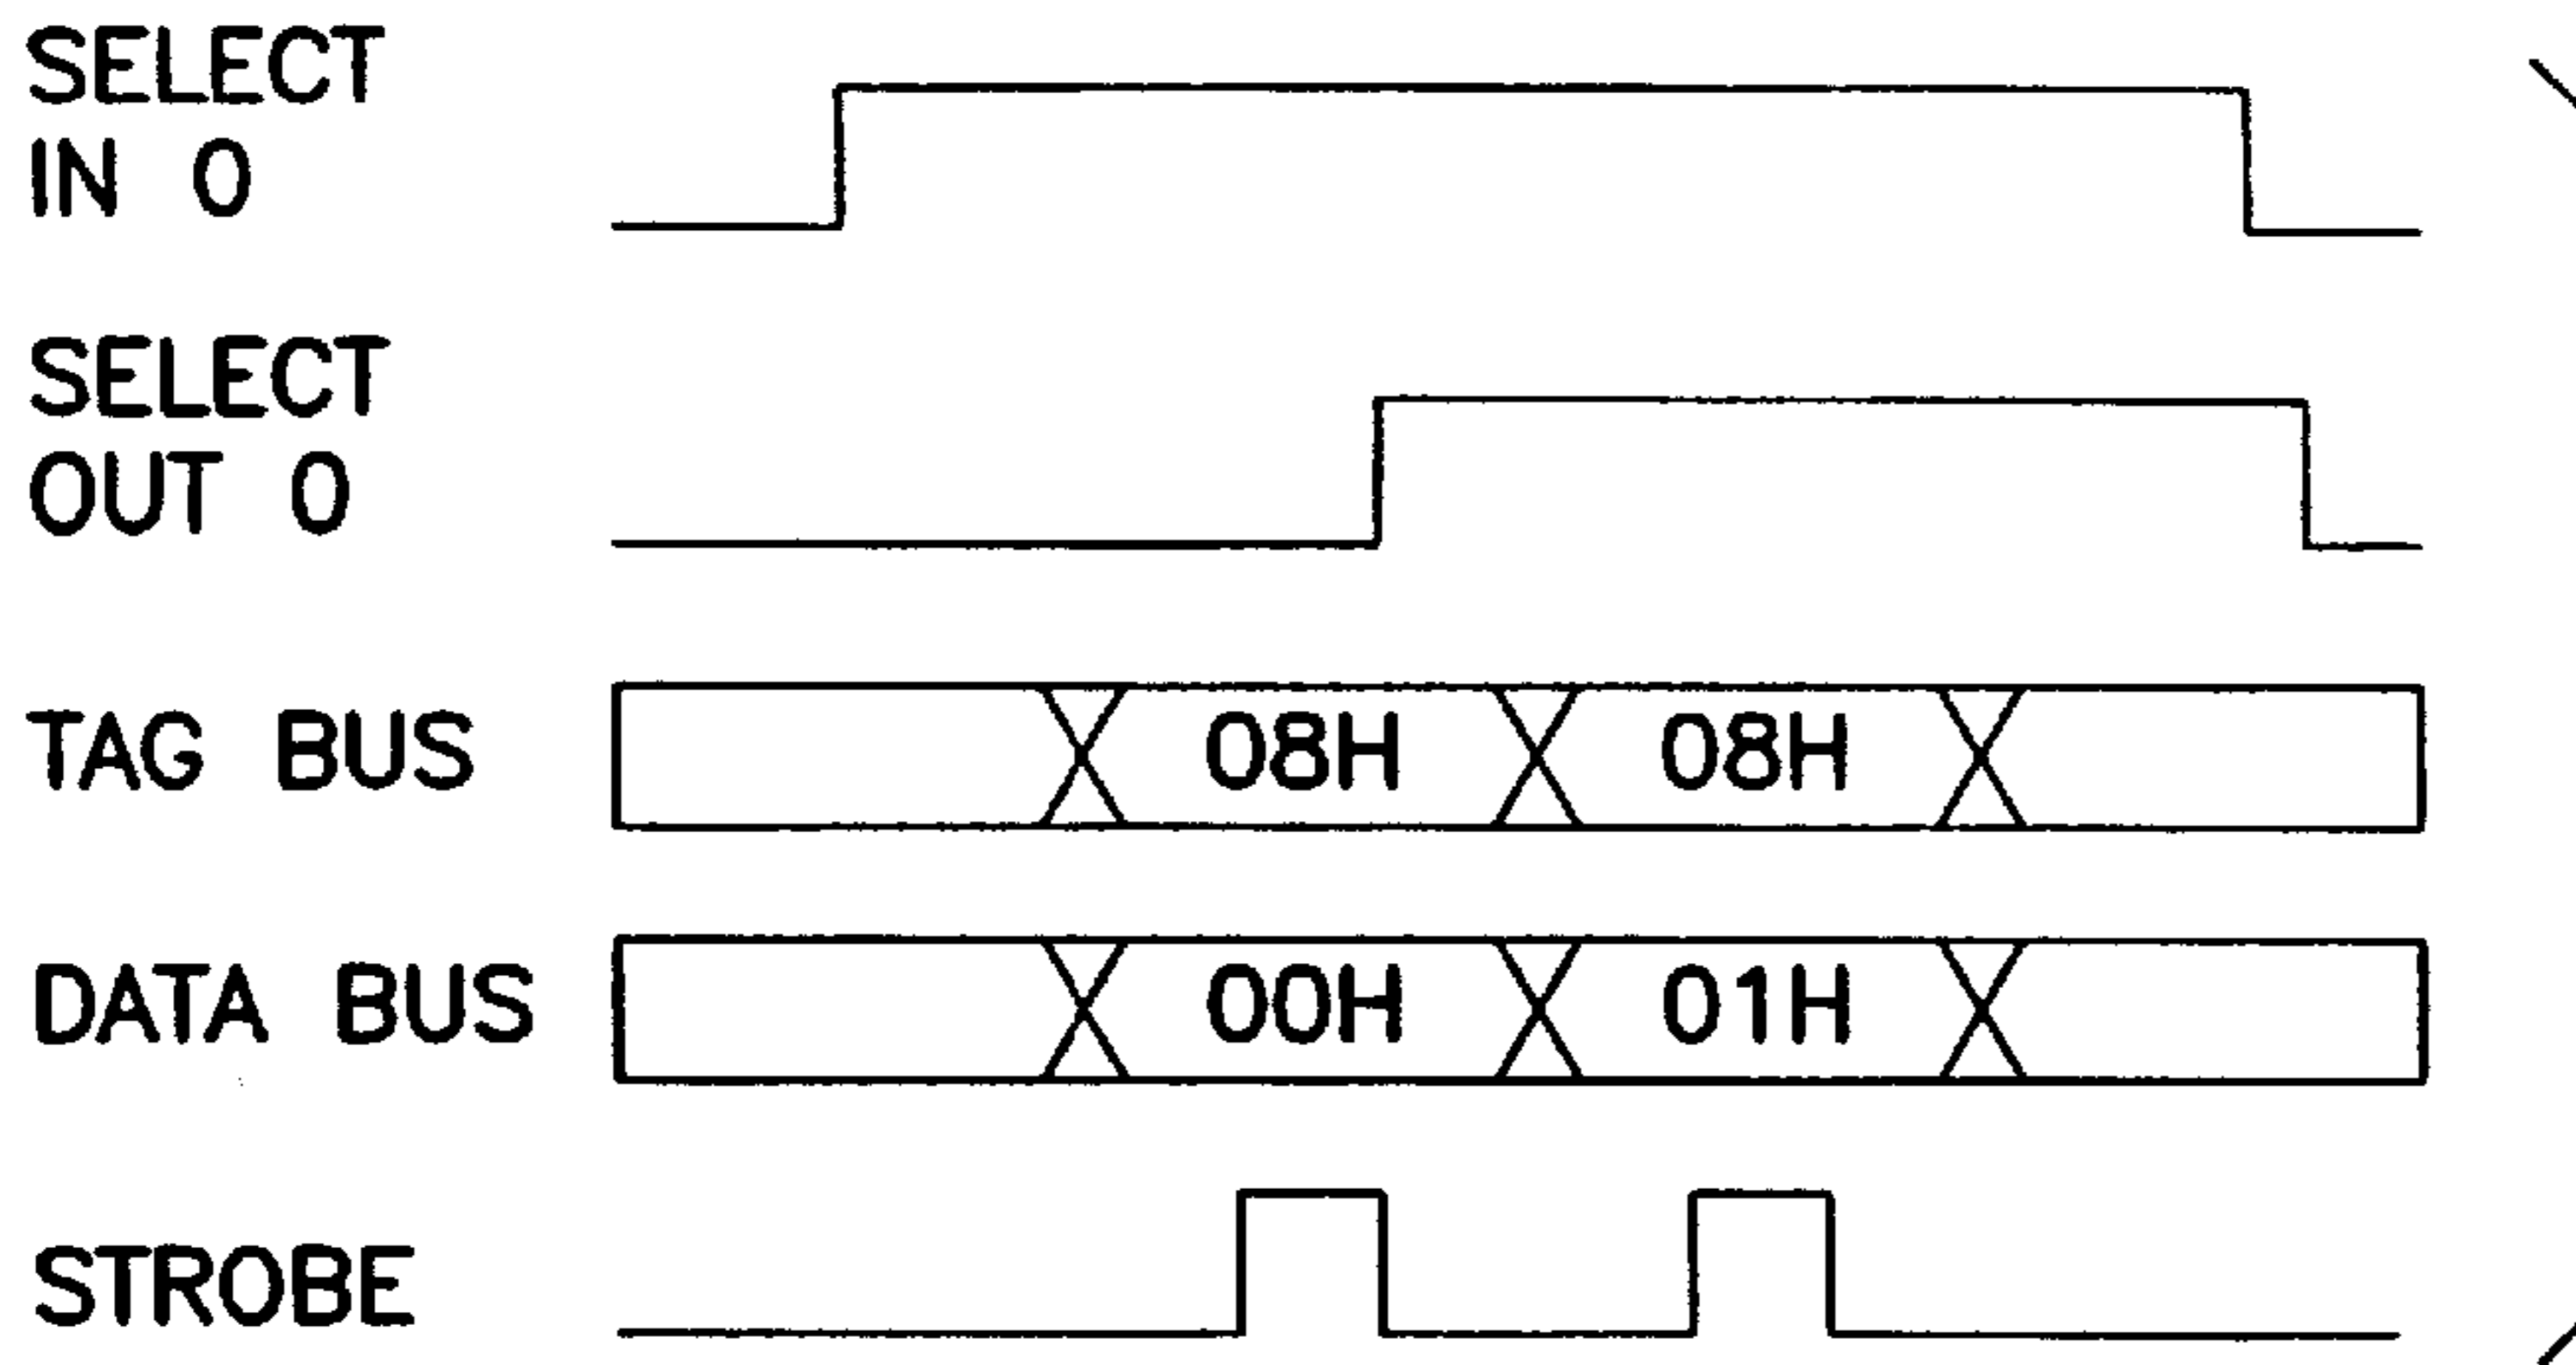 SELECT
IN 0
SELECT
OUT 0
TAG BUS 08H 08H
DATA BUS 00H 01H
STROBE